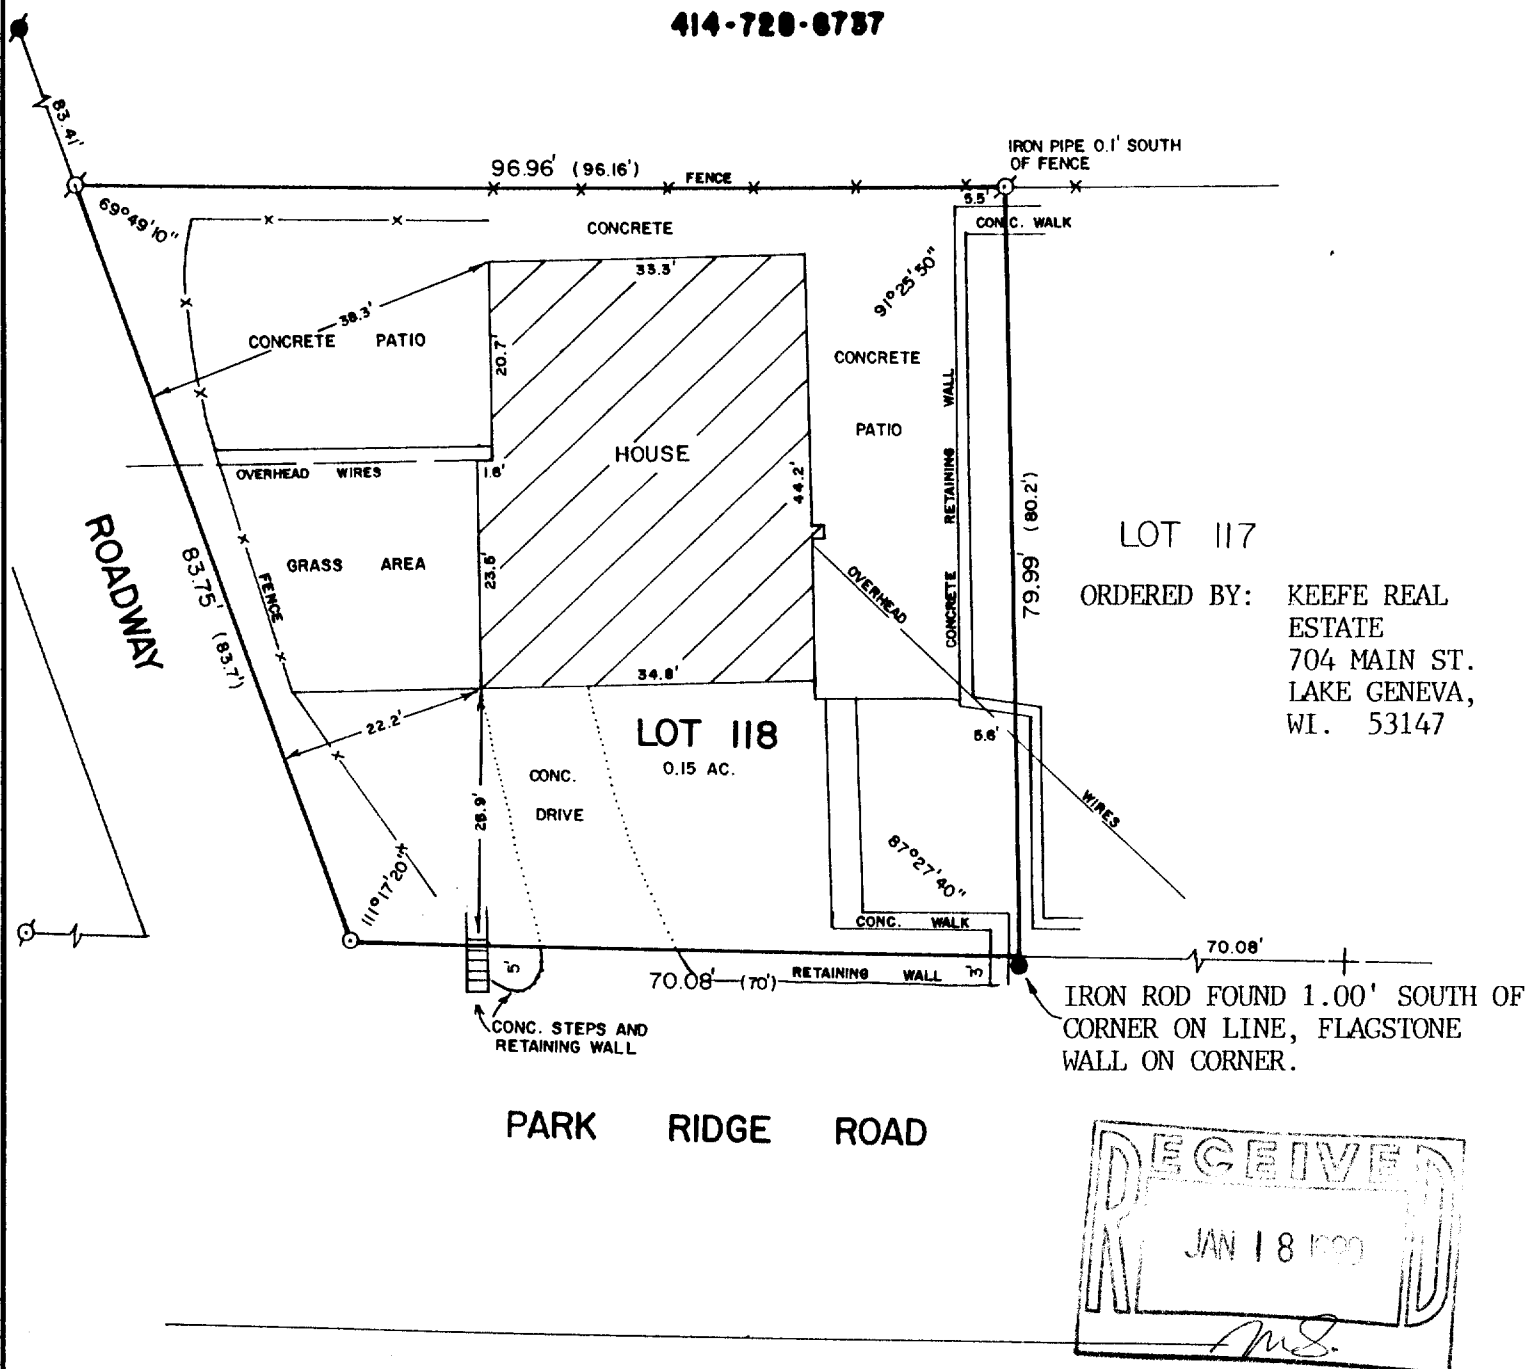 414-728-8737
83.41'
96.96' (96.16')
FENCE
IRON PIPE 0.1' SOUTH
OF FENCE
69°49'10"
CONCRETE
5.5'
CONC. WALK
33.3'
91°25'50"
38.3'
CONCRETE PATIO
20.7'
CONCRETE
PATIO
CONCRETE RETAINING WALL
HOUSE
OVERHEAD WIRES
1.6'
44.2'
79.99' (80.2')
LOT 117
ROADWAY
83.75' (83.7')
FENCE
GRASS AREA
23.5'
OVERHEAD
WIRES
ORDERED BY: KEEFE REAL
ESTATE
704 MAIN ST.
LAKE GENEVA,
WI. 53147
34.8'
22.2'
LOT 118
0.15 AC.
5.6'
CONC.
DRIVE
87°27'40"
111°17'20"
CONC. WALK
70.08'
5'
70.08' (70')
RETAINING WALL
3'
IRON ROD FOUND 1.00' SOUTH OF
CORNER ON LINE, FLAGSTONE
WALL ON CORNER.
CONC. STEPS AND
RETAINING WALL
PARK RIDGE ROAD
RECEIVED
JAN 18 1990
M.S.